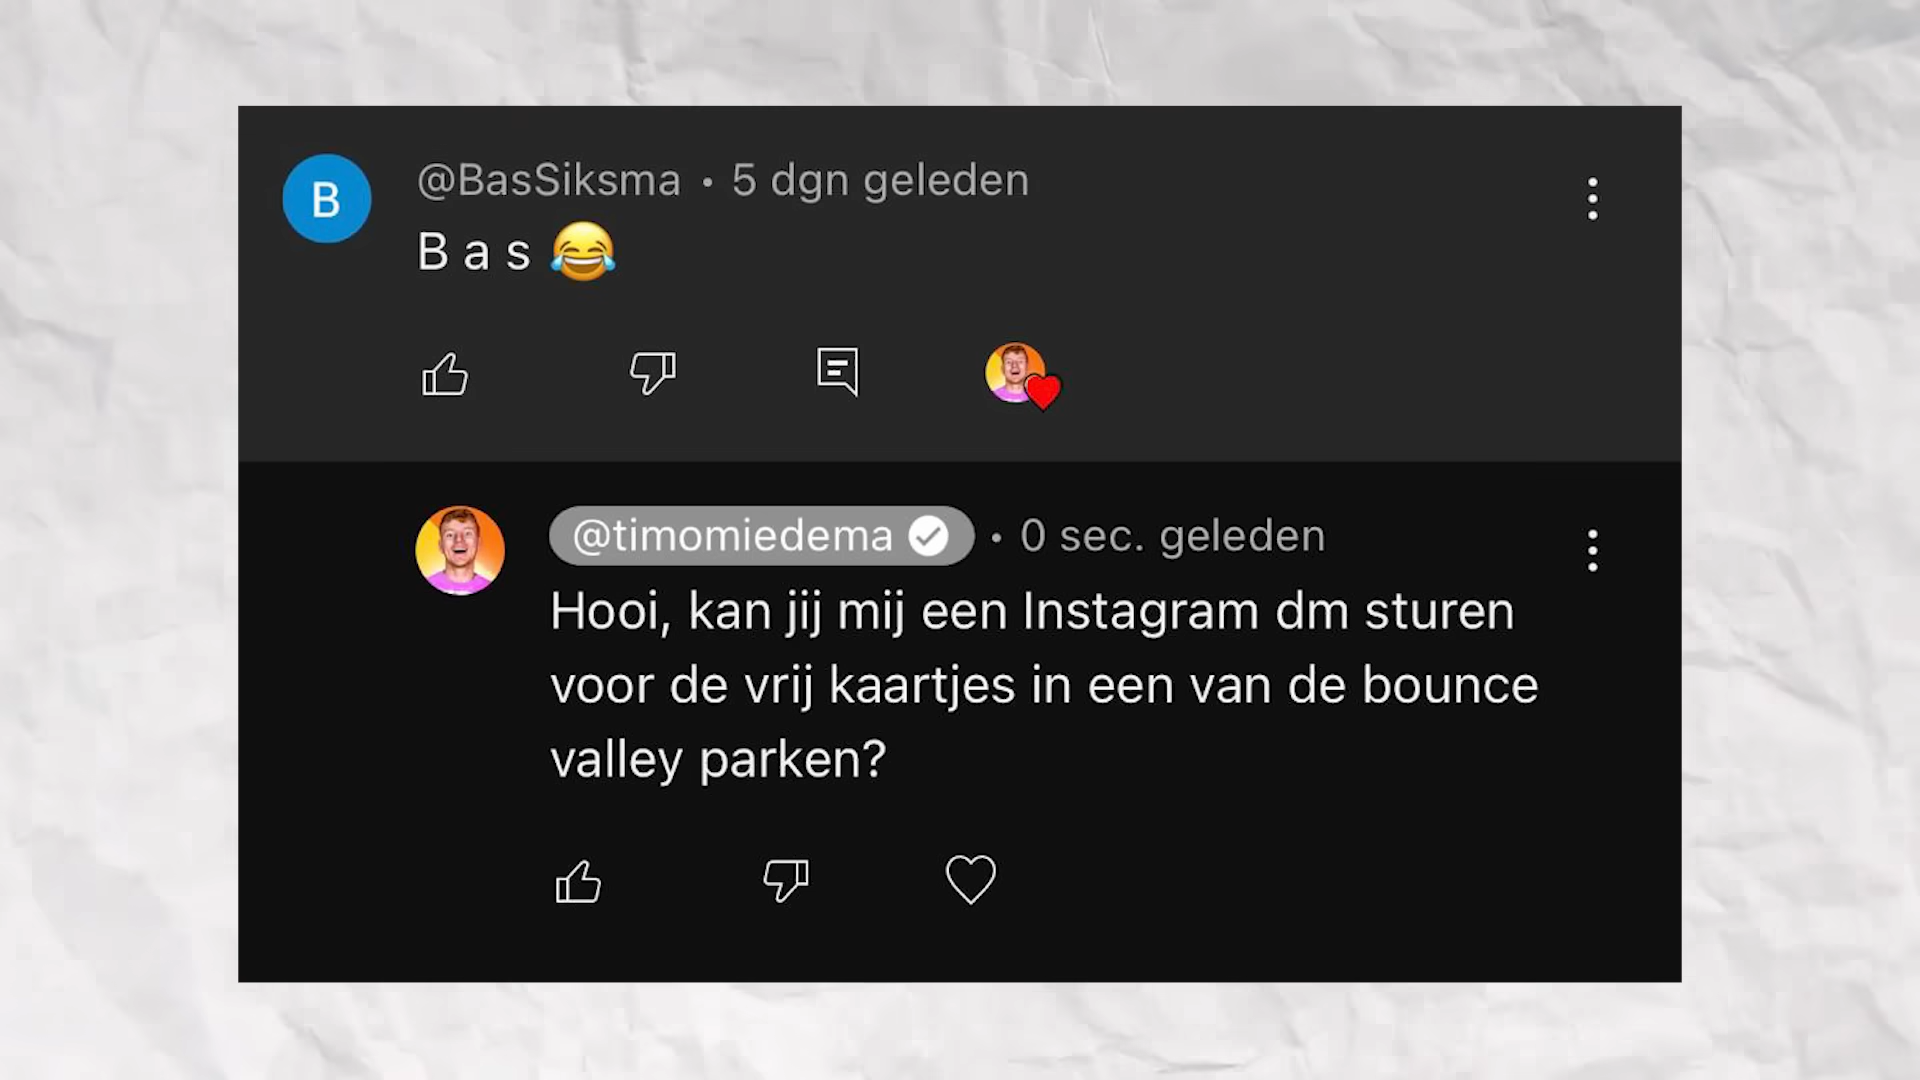 B
@BasSiksma • 5 dgn geleden
B a s 😂
@timomiedema • 0 sec. geleden
Hooi, kan jij mij een Instagram dm sturen
voor de vrij kaartjes in een van de bounce
valley parken?